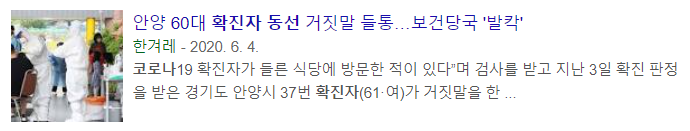 안양 60대 확진자 동선 거짓말 들통…보건당국 '발칵'
한겨레 - 2020. 6. 4.
코로나19 확진자가 들른 식당에 방문한 적이 있다”며 검사를 받고 지난 3일 확진 판정
을 받은 경기도 안양시 37번 확진자(61·여)가 거짓말을 한 ...